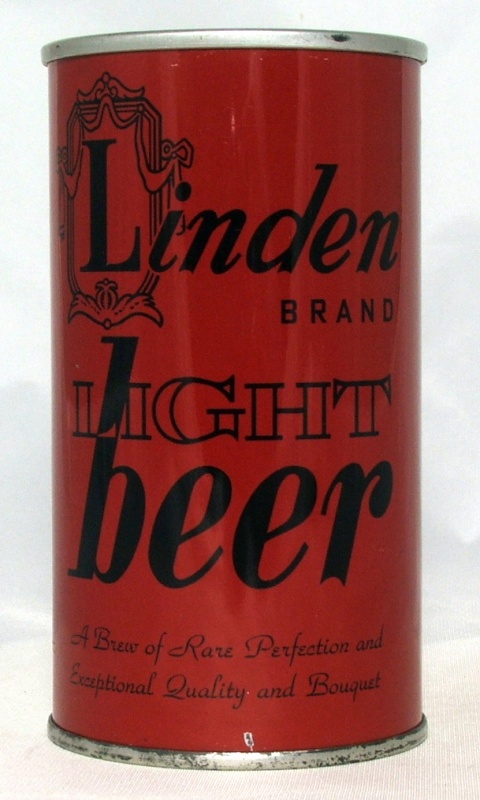 Linden
BRAND
LIGHT
beer
A Brew of Rare Perfection and
Exceptional Quality and Bouquet